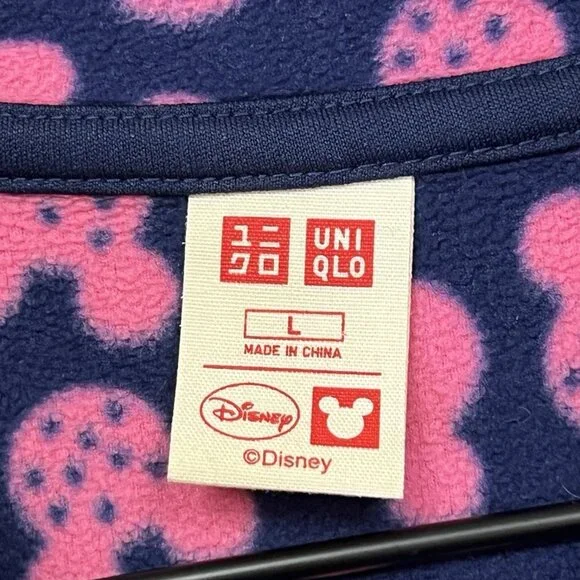 ユニ UNI
クロ QLO
L
MADE IN CHINA
Disney
©Disney